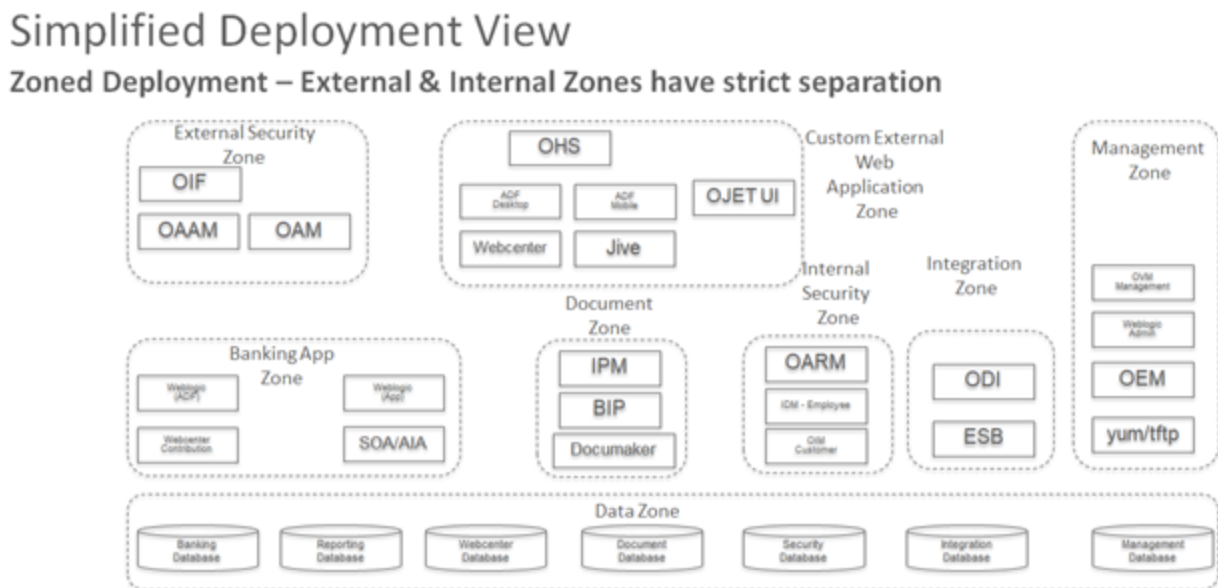 Simplified Deployment View
Zoned Deployment – External & Internal Zones have strict separation
External Security
Zone
OIF
OAAM
OAM
OHS
ADF
Desktop
ADF
Mobile
OJET UI
Webcenter
Jive
Custom External
Web
Application
Zone
Management
Zone
OVM
Management
Weblogic
Admin
OEM
yum/tftp
Banking App
Zone
Weblogic
(ADF)
Weblogic
(App)
Webcenter
Contribution
SOA/AIA
Document
Zone
IPM
BIP
Documaker
Internal
Security
Zone
OARM
IDM - Employee
Customer
Integration
Zone
ODI
ESB
Data Zone
Banking
Database
Reporting
Database
Webcenter
Database
Document
Database
Security
Database
Integration
Database
Management
Database